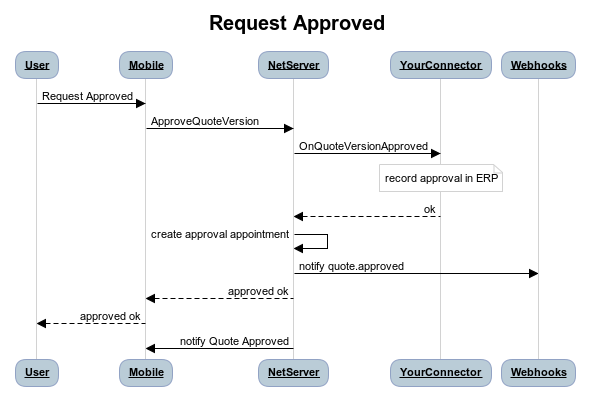 Request Approved
User Mobile NetServer YourConnector Webhooks
Request Approved
ApproveQuoteVersion
OnQuoteVersionApproved
record approval in ERP
ok
create approval appointment
notify quote.approved
approved ok
approved ok
notify Quote Approved
User Mobile NetServer YourConnector Webhooks